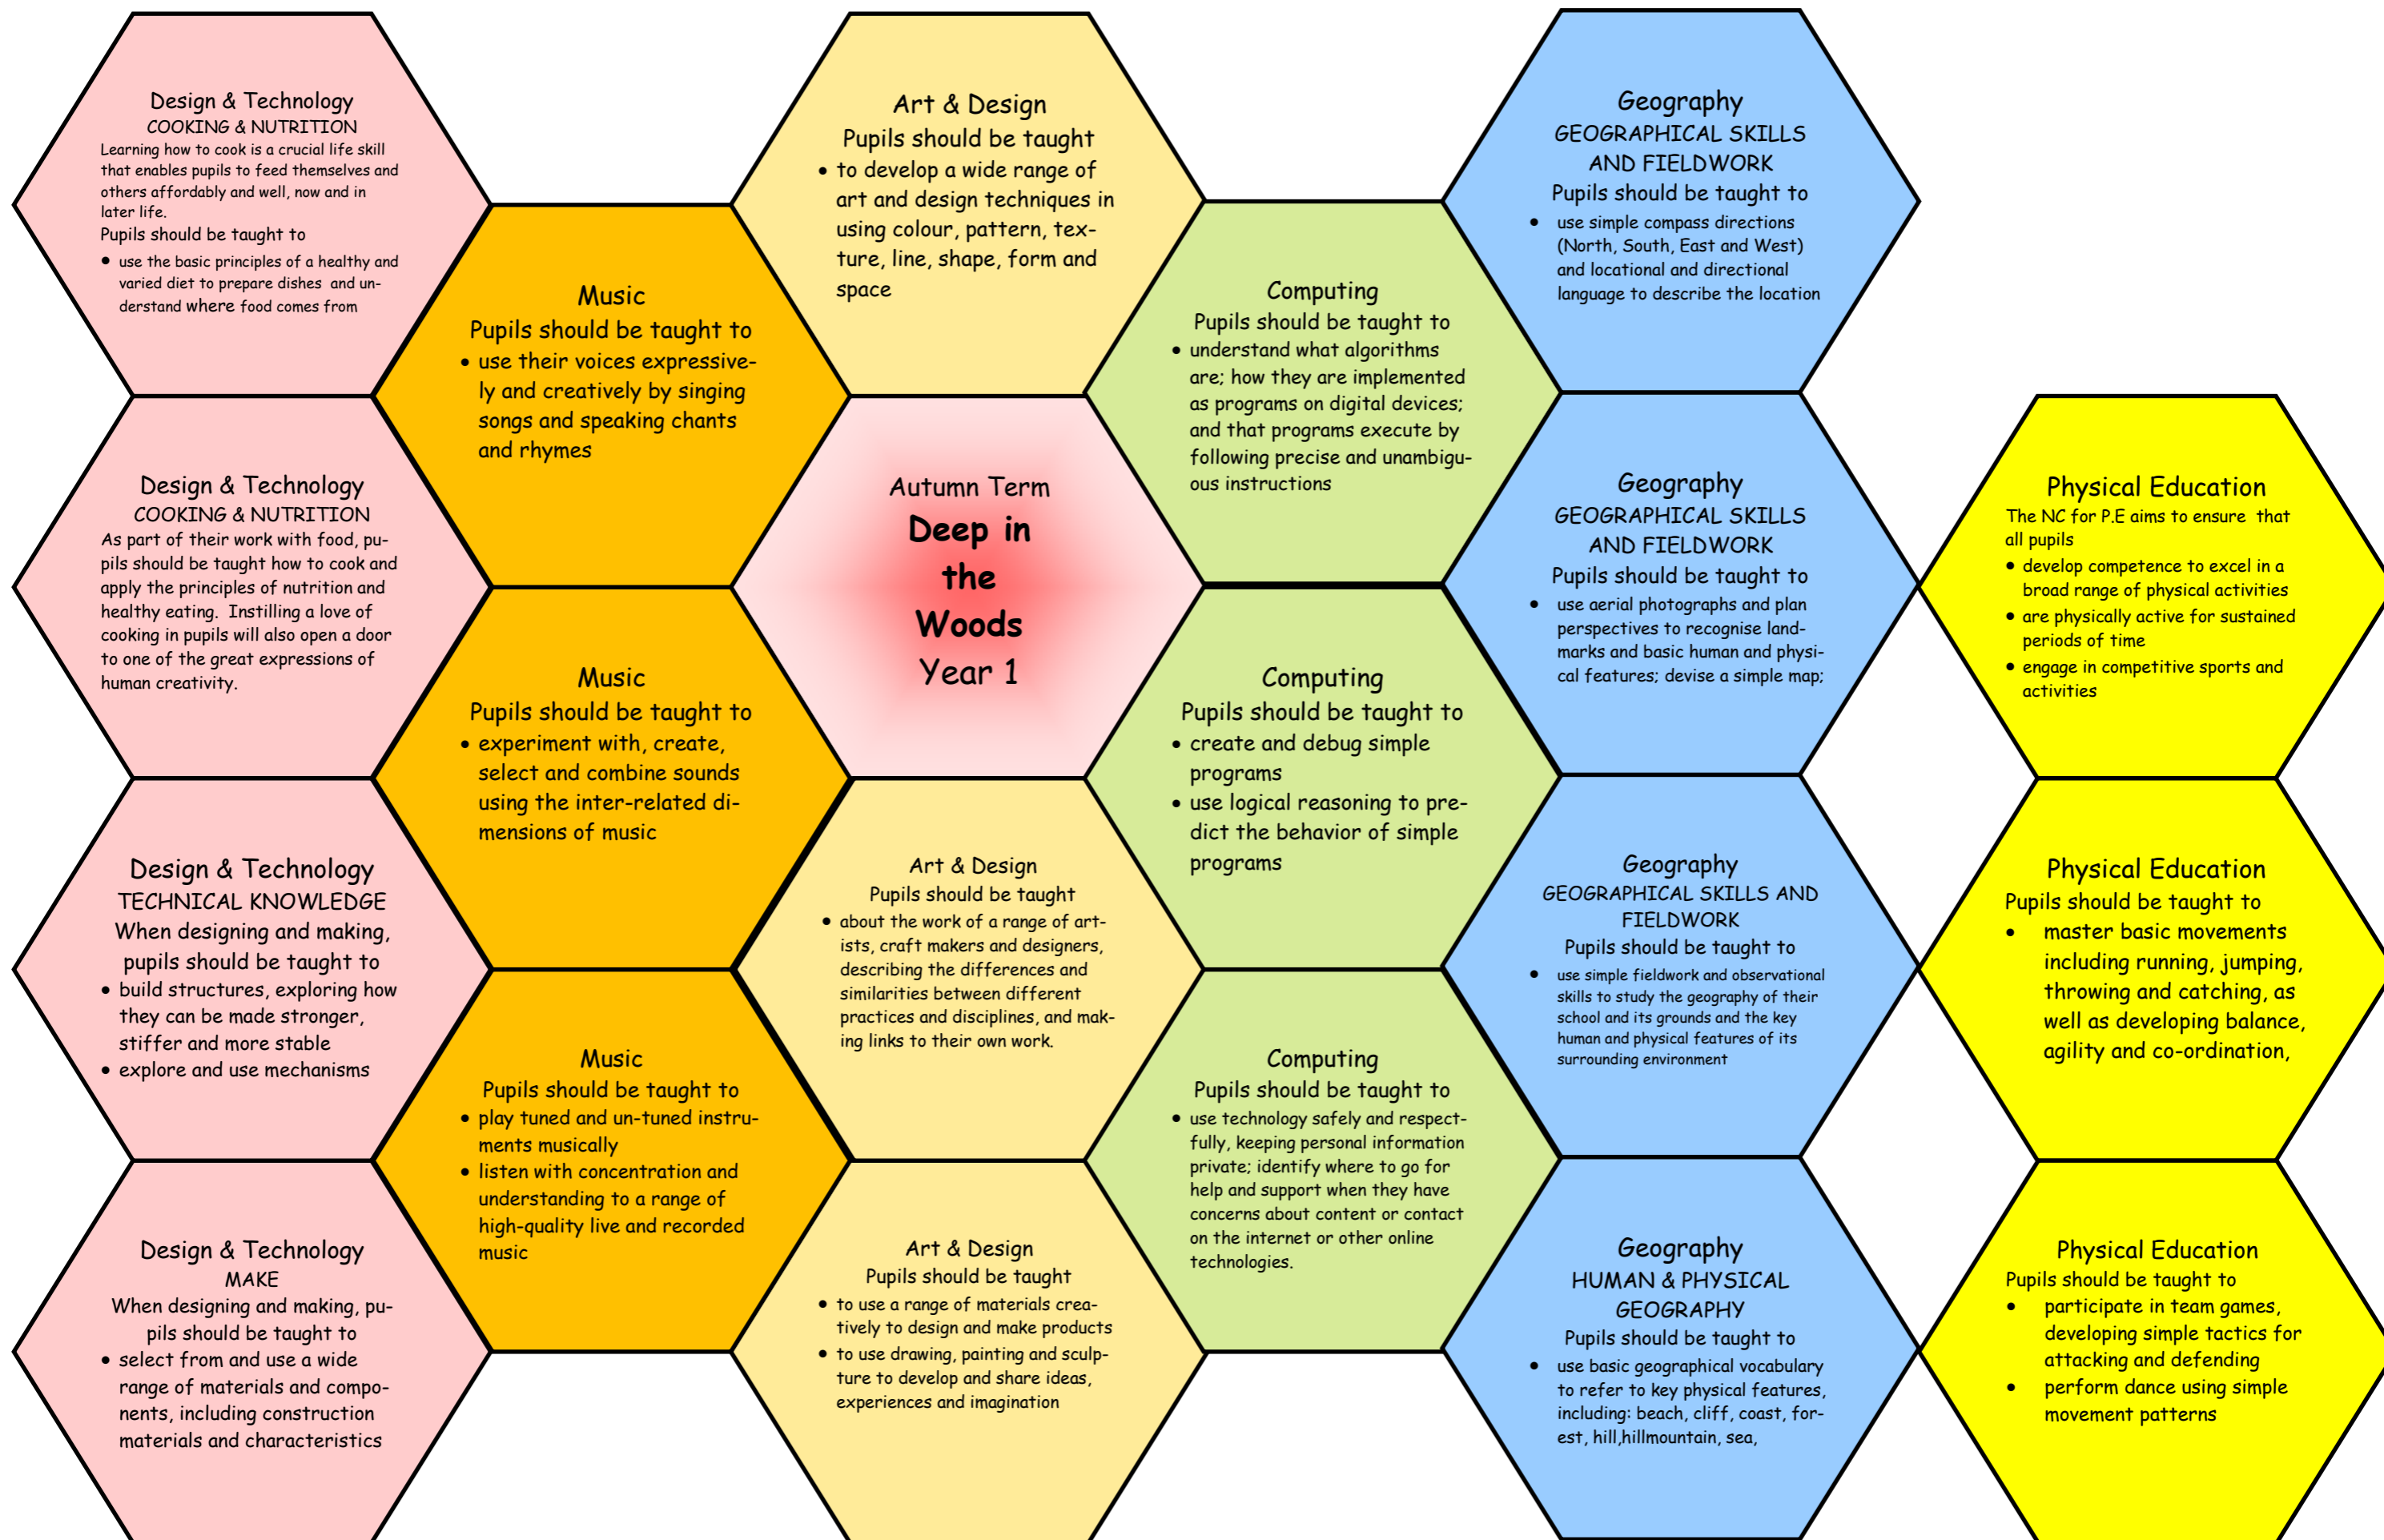 Design & Technology
COOKING & NUTRITION
Learning how to cook is a crucial life skill
that enables pupils to feed themselves and
others affordably and well, now and in
later life.
Pupils should be taught to
• use the basic principles of a healthy and
varied diet to prepare dishes and un-
derstand where food comes from
Design & Technology
COOKING & NUTRITION
As part of their work with food, pu-
pils should be taught how to cook and
apply the principles of nutrition and
healthy eating. Instilling a love of
cooking in pupils will also open a door
to one of the great expressions of
human creativity.
Design & Technology
TECHNICAL KNOWLEDGE
When designing and making,
pupils should be taught to
• build structures, exploring how
they can be made stronger,
stiffer and more stable
• explore and use mechanisms
Design & Technology
MAKE
When designing and making, pu-
pils should be taught to
• select from and use a wide
range of materials and compo-
nents, including construction
materials and characteristics
Music
Pupils should be taught to
• use their voices expressive-
ly and creatively by singing
songs and speaking chants
and rhymes
Music
Pupils should be taught to
• experiment with, create,
select and combine sounds
using the inter-related di-
mensions of music
Music
Pupils should be taught to
• play tuned and un-tuned instru-
ments musically
• listen with concentration and
understanding to a range of
high-quality live and recorded
music
Art & Design
Pupils should be taught
• to develop a wide range of
art and design techniques in
using colour, pattern, tex-
ture, line, shape, form and
space
Autumn Term
Deep in
the
Woods
Year 1
Art & Design
Pupils should be taught
• about the work of a range of art-
ists, craft makers and designers,
describing the differences and
similarities between different
practices and disciplines, and mak-
ing links to their own work.
Art & Design
Pupils should be taught
• to use a range of materials crea-
tively to design and make products
• to use drawing, painting and sculp-
ture to develop and share ideas,
experiences and imagination
Computing
Pupils should be taught to
• understand what algorithms
are; how they are implemented
as programs on digital devices;
and that programs execute by
following precise and unambigu-
ous instructions
Computing
Pupils should be taught to
• create and debug simple
programs
• use logical reasoning to pre-
dict the behavior of simple
programs
Computing
Pupils should be taught to
• use technology safely and respect-
fully, keeping personal information
private; identify where to go for
help and support when they have
concerns about content or contact
on the internet or other online
technologies.
Geography
GEOGRAPHICAL SKILLS
AND FIELDWORK
Pupils should be taught to
• use simple compass directions
(North, South, East and West)
and locational and directional
language to describe the location
Geography
GEOGRAPHICAL SKILLS
AND FIELDWORK
Pupils should be taught to
• use aerial photographs and plan
perspectives to recognise land-
marks and basic human and physi-
cal features; devise a simple map;
Geography
GEOGRAPHICAL SKILLS AND
FIELDWORK
Pupils should be taught to
• use simple fieldwork and observational
skills to study the geography of their
school and its grounds and the key
human and physical features of its
surrounding environment
Geography
HUMAN & PHYSICAL
GEOGRAPHY
Pupils should be taught to
• use basic geographical vocabulary
to refer to key physical features,
including: beach, cliff, coast, for-
est, hill,hillmountain, sea,
Physical Education
The NC for P.E aims to ensure that
all pupils
• develop competence to excel in a
broad range of physical activities
• are physically active for sustained
periods of time
• engage in competitive sports and
activities
Physical Education
Pupils should be taught to
• master basic movements
including running, jumping,
throwing and catching, as
well as developing balance,
agility and co-ordination,
Physical Education
Pupils should be taught to
• participate in team games,
developing simple tactics for
attacking and defending
• perform dance using simple
movement patterns